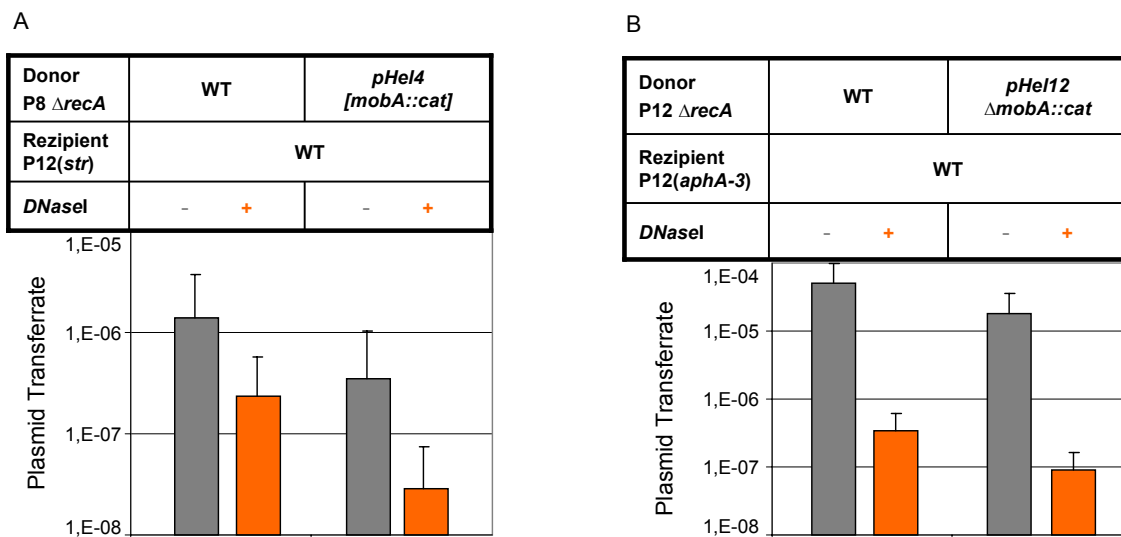 A
Donor
P8 ΔrecA
WT
pHel4
[mobA::cat]
Rezipient
P12(str)
WT
DNaseI
- + - +
Plasmid Transferrate
1,E-05
1,E-06
1,E-07
1,E-08
B
Donor
P12 ΔrecA
WT
pHel12
ΔmobA::cat
Rezipient
P12(aphA-3)
WT
DNaseI
- + - +
Plasmid Transferrate
1,E-04
1,E-05
1,E-06
1,E-07
1,E-08